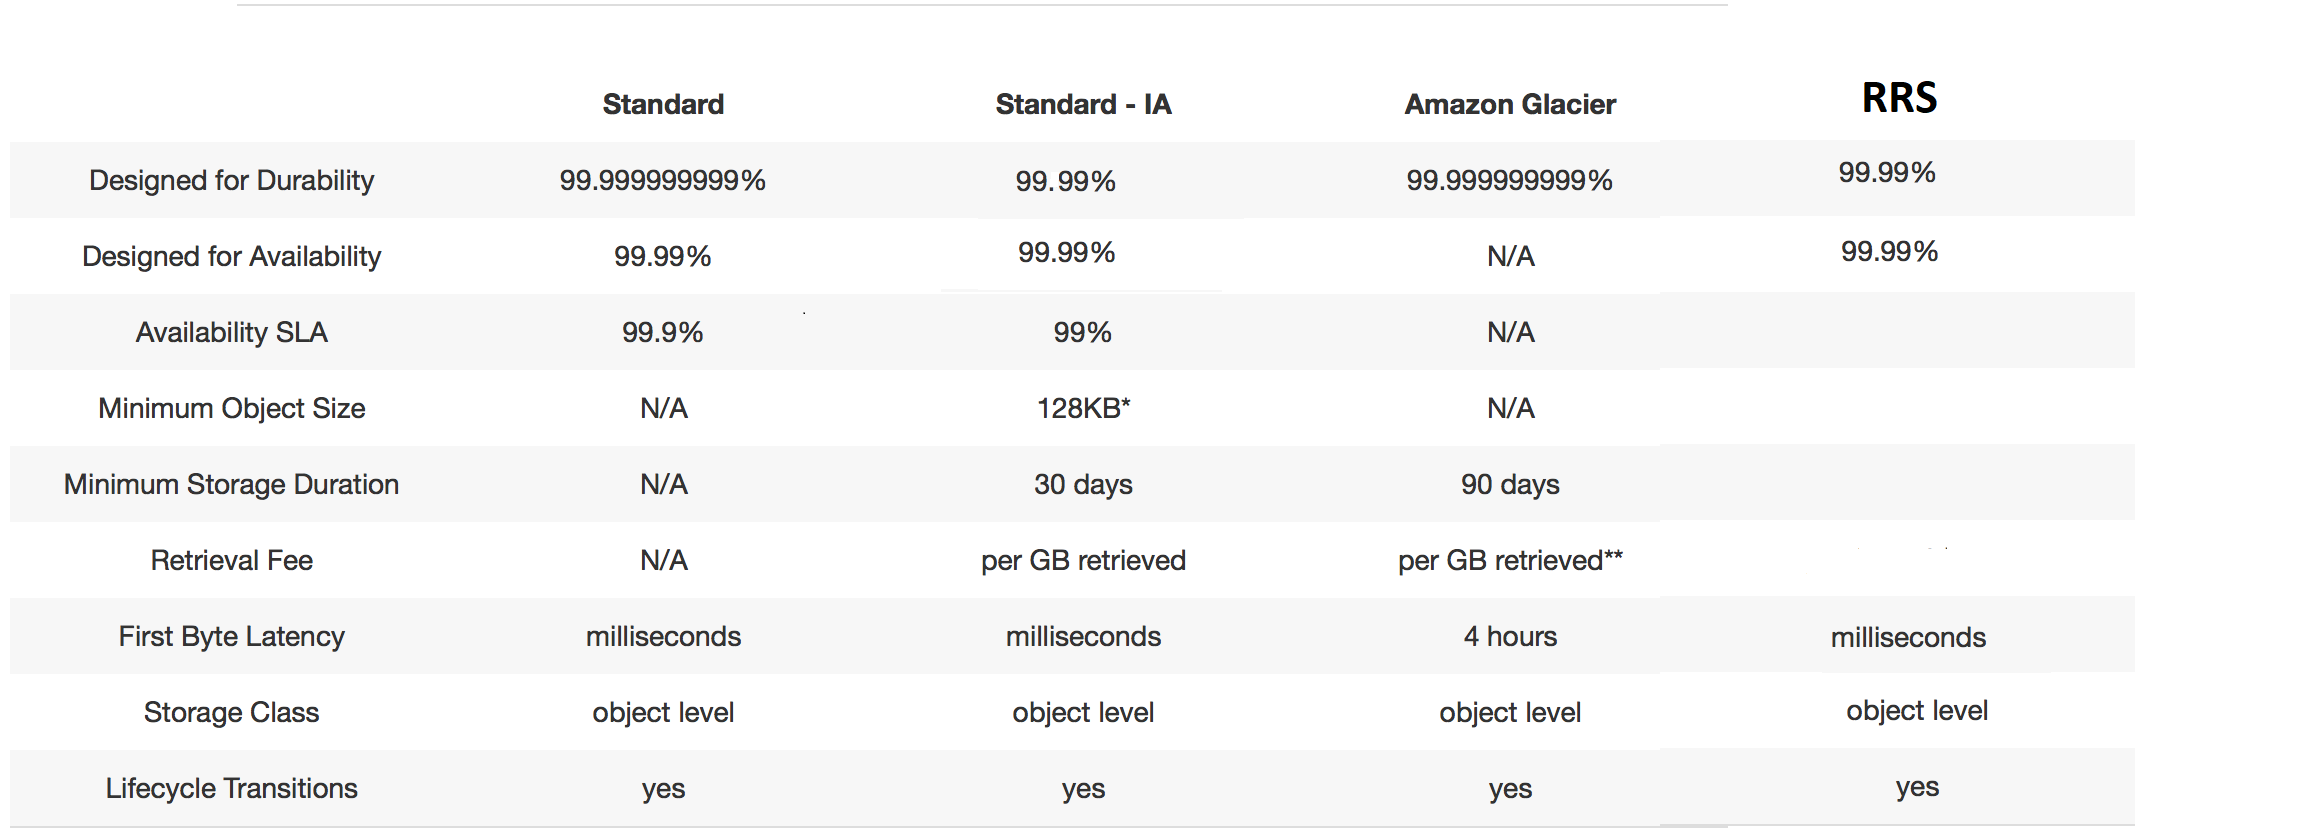 Standard Standard - IA Amazon Glacier RRS
Designed for Durability 99.999999999% 99.99% 99.999999999% 99.99%
Designed for Availability 99.99% 99.99% N/A 99.99%
Availability SLA 99.9% 99% N/A
Minimum Object Size N/A 128KB* N/A
Minimum Storage Duration N/A 30 days 90 days
Retrieval Fee N/A per GB retrieved per GB retrieved**
First Byte Latency milliseconds milliseconds 4 hours milliseconds
Storage Class object level object level object level object level
Lifecycle Transitions yes yes yes yes